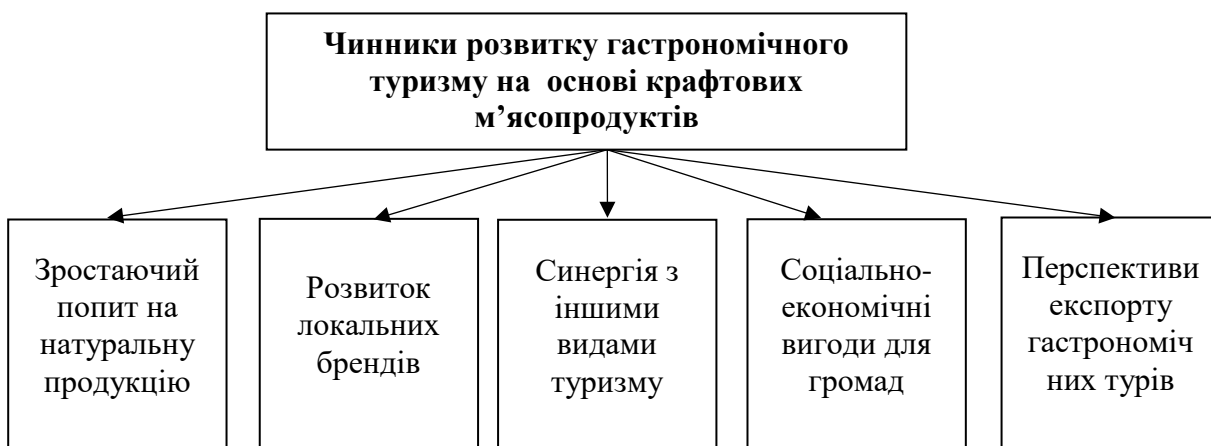 Чинники розвитку гастрономічного
туризму на основі крафтових
м’ясопродуктів
Зростаючий
попит на
натуральну
продукцію
Розвиток
локальних
брендів
Синергія з
іншими
видами
туризму
Соціально-
економічні
вигоди для
громад
Перспективи
експорту
гастрономіч
них турів